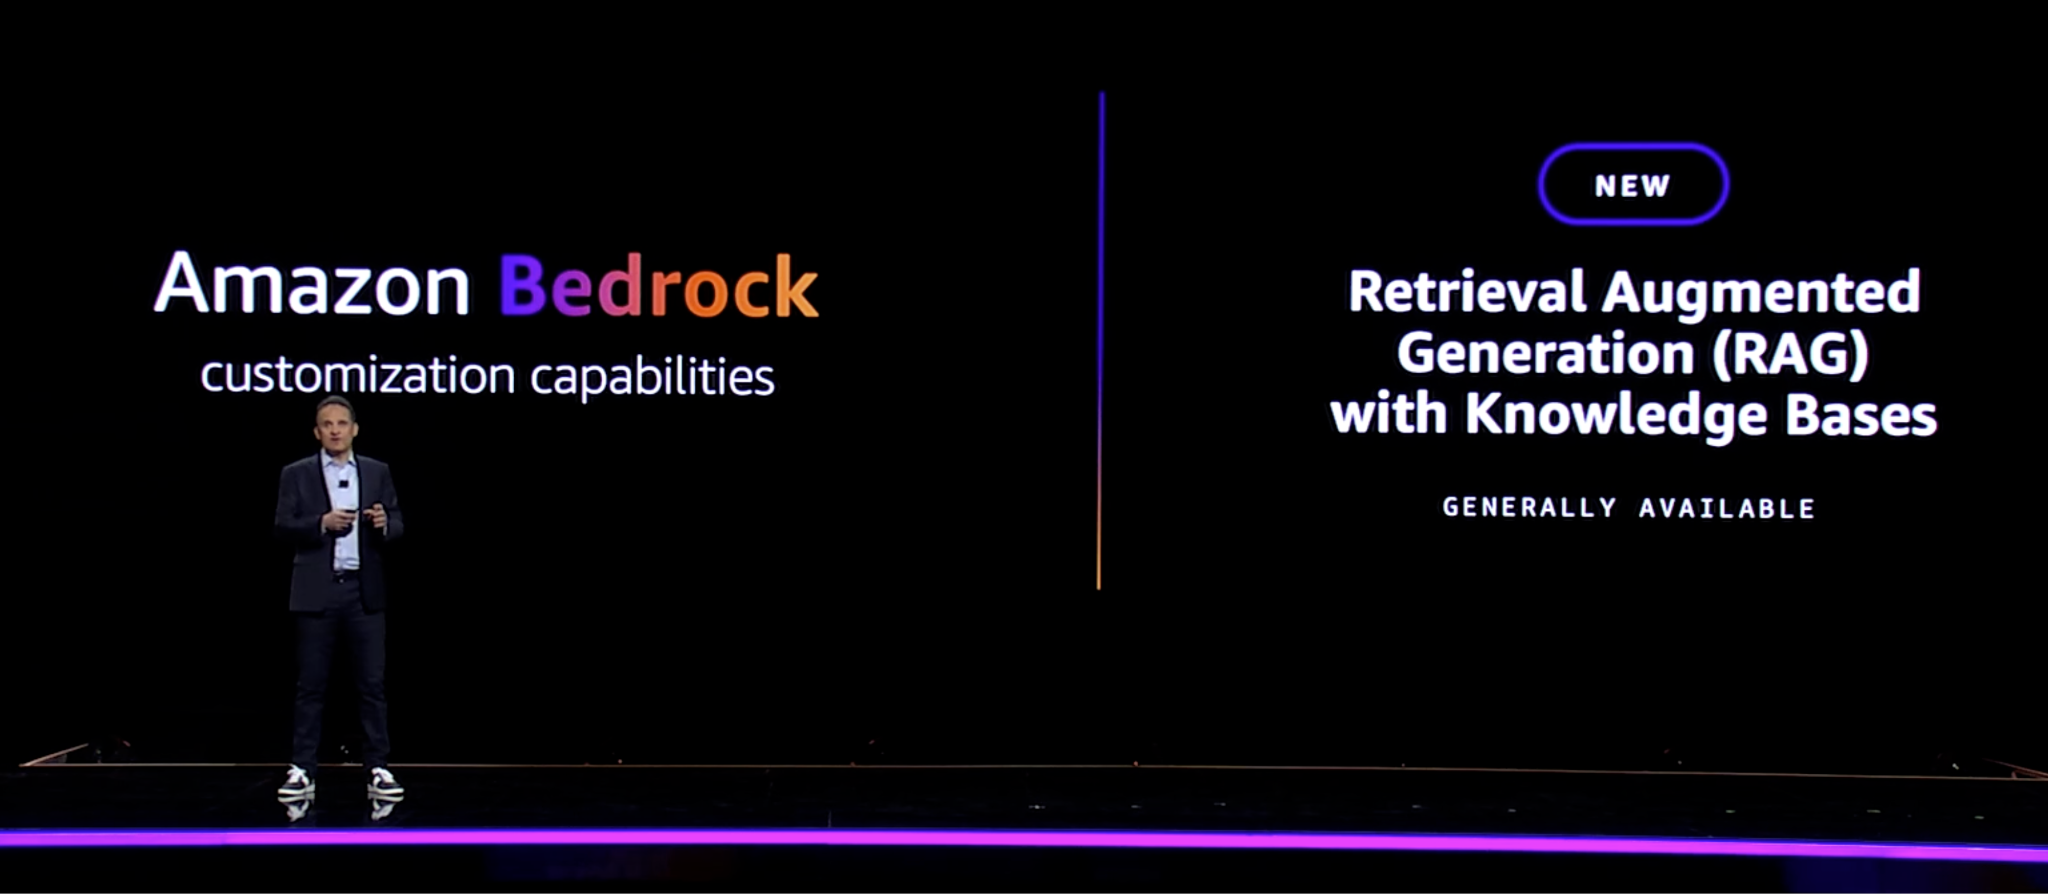 Amazon Bedrock
customization capabilities
NEW
Retrieval Augmented
Generation (RAG)
with Knowledge Bases
GENERALLY AVAILABLE